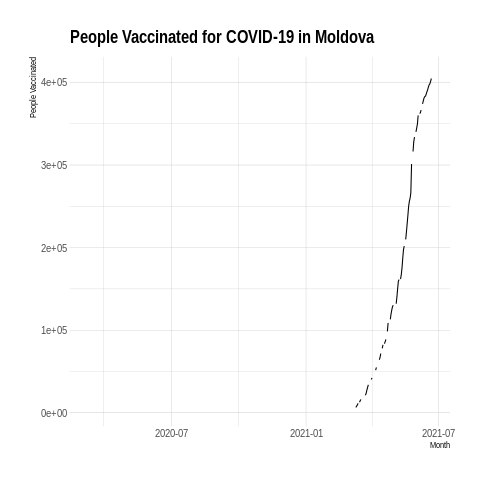 People Vaccinated for COVID-19 in Moldova
People Vaccinated
4e+05
3e+05
2e+05
1e+05
0e+00
2020-07
2021-01
2021-07
Month